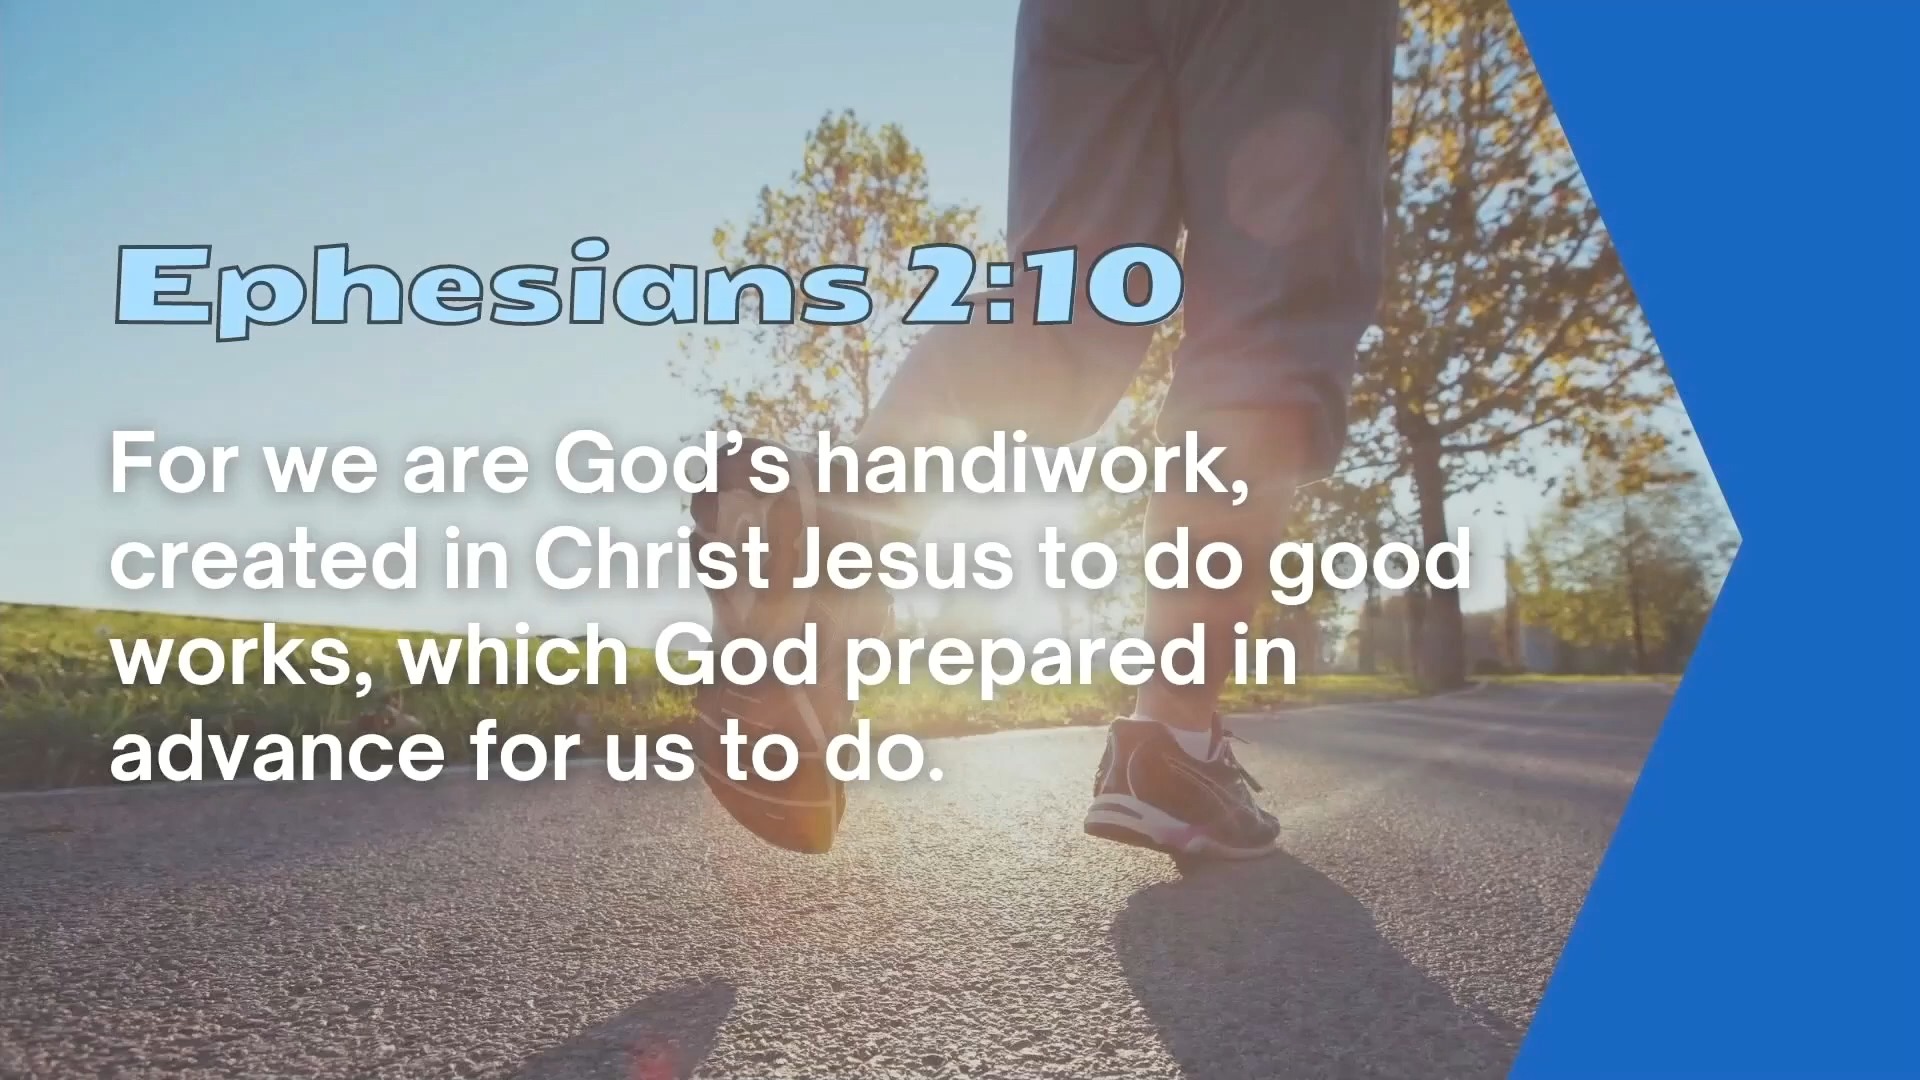 Ephesians 2:10
For we are God’s handiwork,
created in Christ Jesus to do good
works, which God prepared in
advance for us to do.